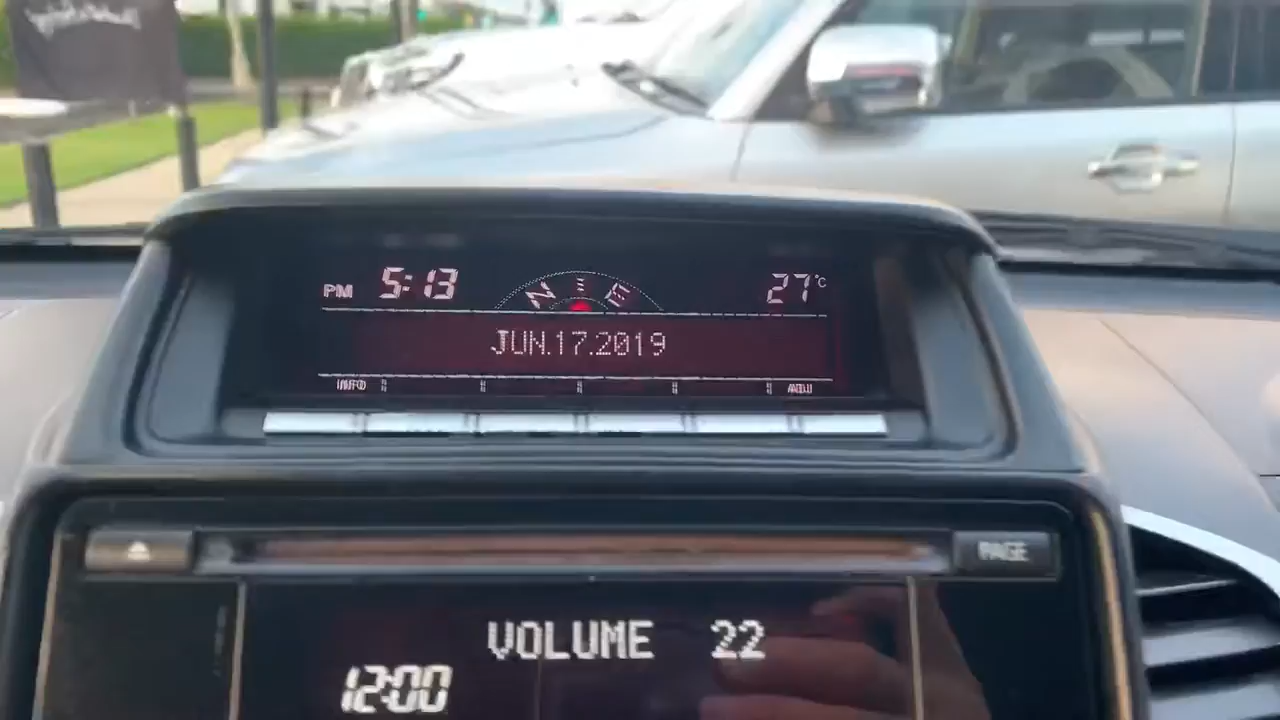 PM 5:13 N E 27°C
JUN.17.2019
INFO ADJ
PAGE
VOLUME 22
12:00